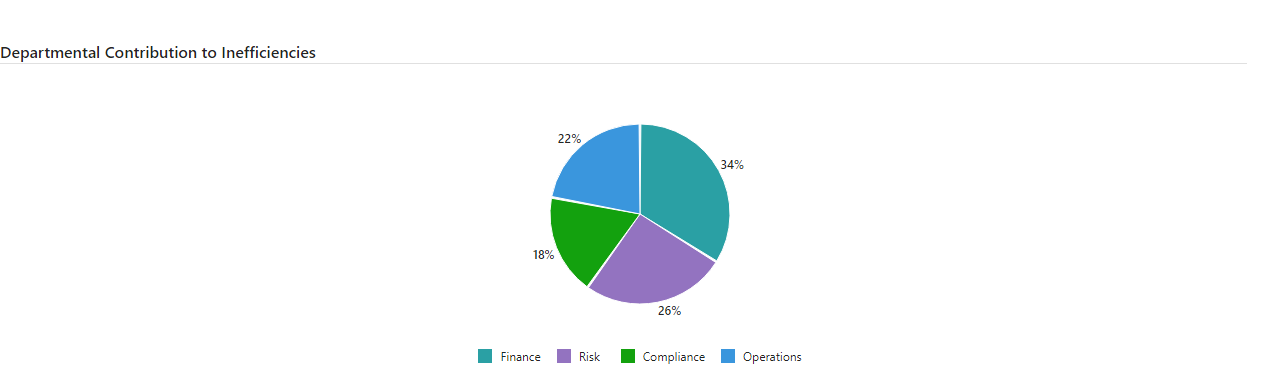 Departmental Contribution to Inefficiencies
22%
34%
18%
26%
Finance Risk Compliance Operations